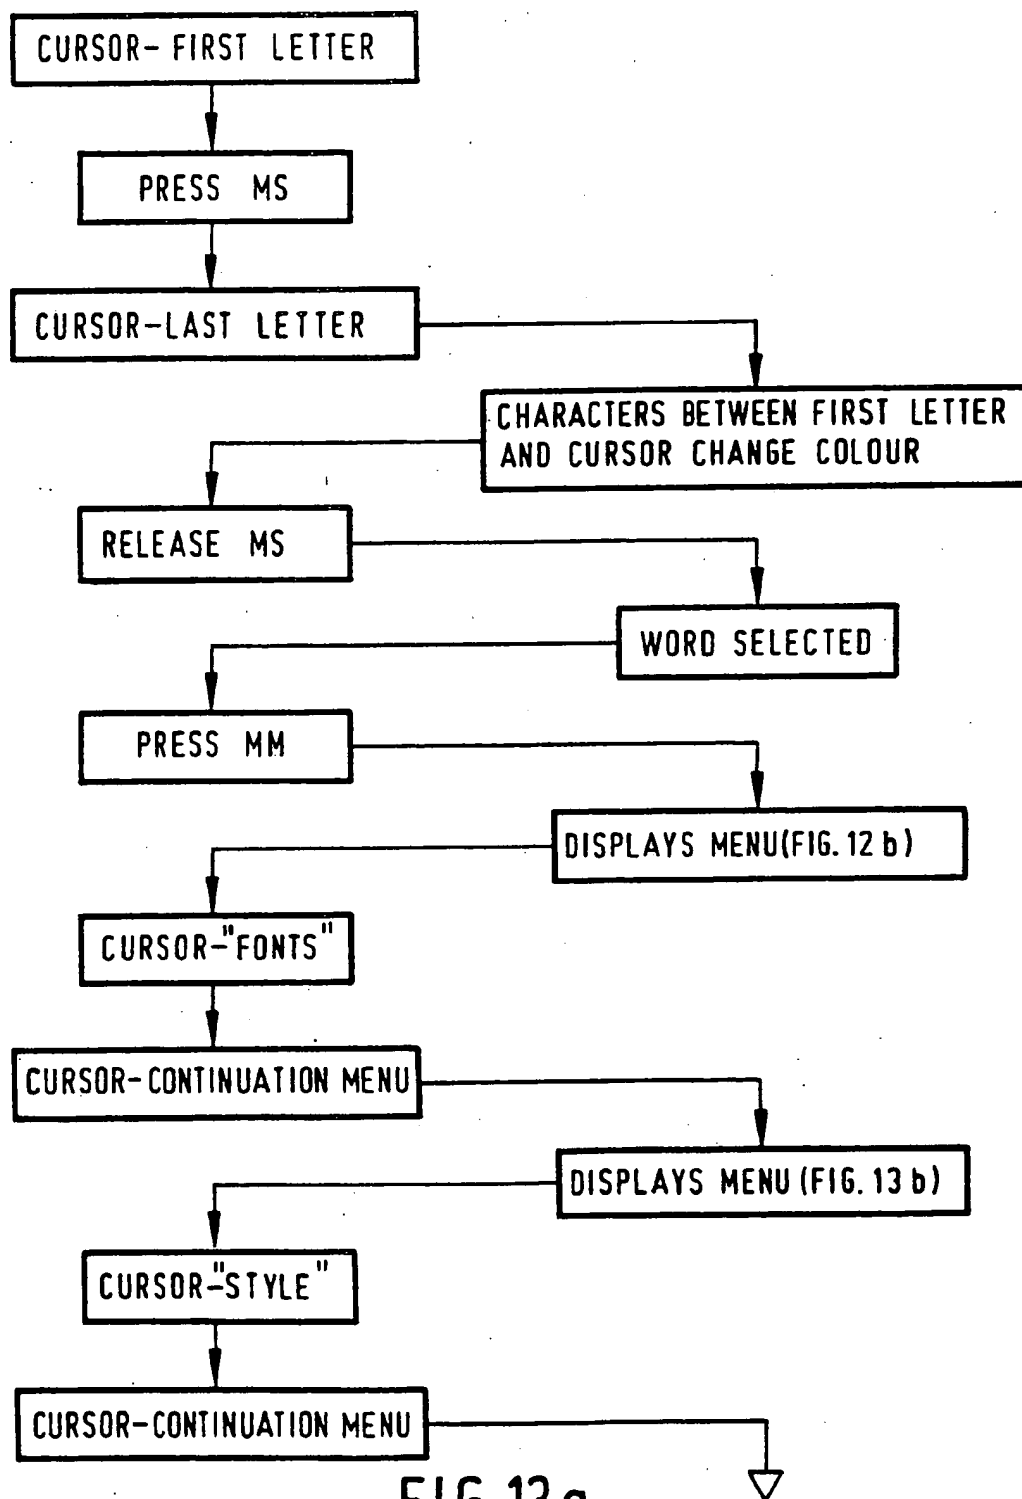 CURSOR-FIRST LETTER
PRESS MS
CURSOR-LAST LETTER
CHARACTERS BETWEEN FIRST LETTER
AND CURSOR CHANGE COLOUR
RELEASE MS
WORD SELECTED
PRESS MM
DISPLAYS MENU(FIG. 12 b)
CURSOR-"FONTS"
CURSOR-CONTINUATION MENU
DISPLAYS MENU (FIG. 13 b)
CURSOR-"STYLE"
CURSOR-CONTINUATION MENU
FIG. 13a